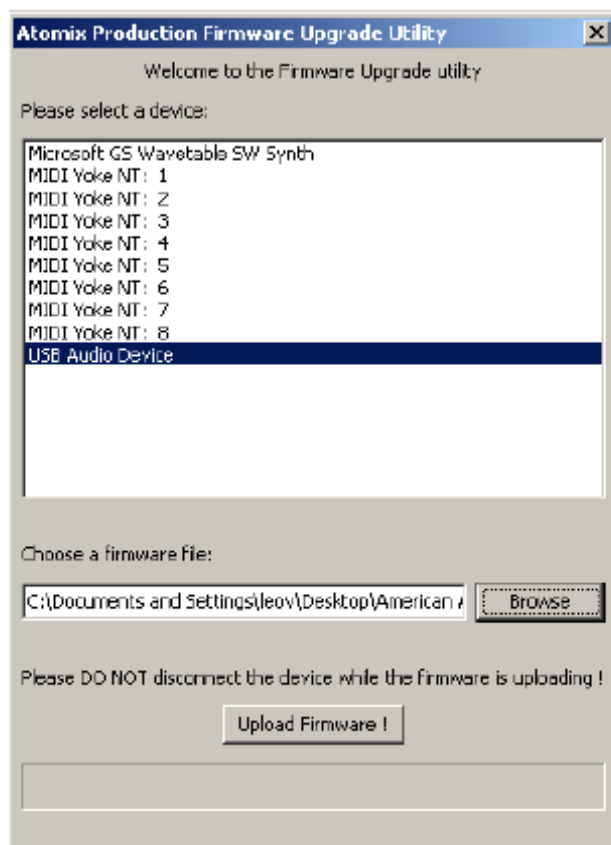 Atomix Production Firmware Upgrade Utility
Welcome to the Firmware Upgrade utility
Please select a device:
Microsoft GS Wavetable SW Synth
MIDI Yoke NT: 1
MIDI Yoke NT: 2
MIDI Yoke NT: 3
MIDI Yoke NT: 4
MIDI Yoke NT: 5
MIDI Yoke NT: 6
MIDI Yoke NT: 7
MIDI Yoke NT: 8
USB Audio Device
Choose a firmware file:
C:\Documents and Settings\leov\Desktop\American A
Browse
Please DO NOT disconnect the device while the firmware is uploading !
Upload Firmware !